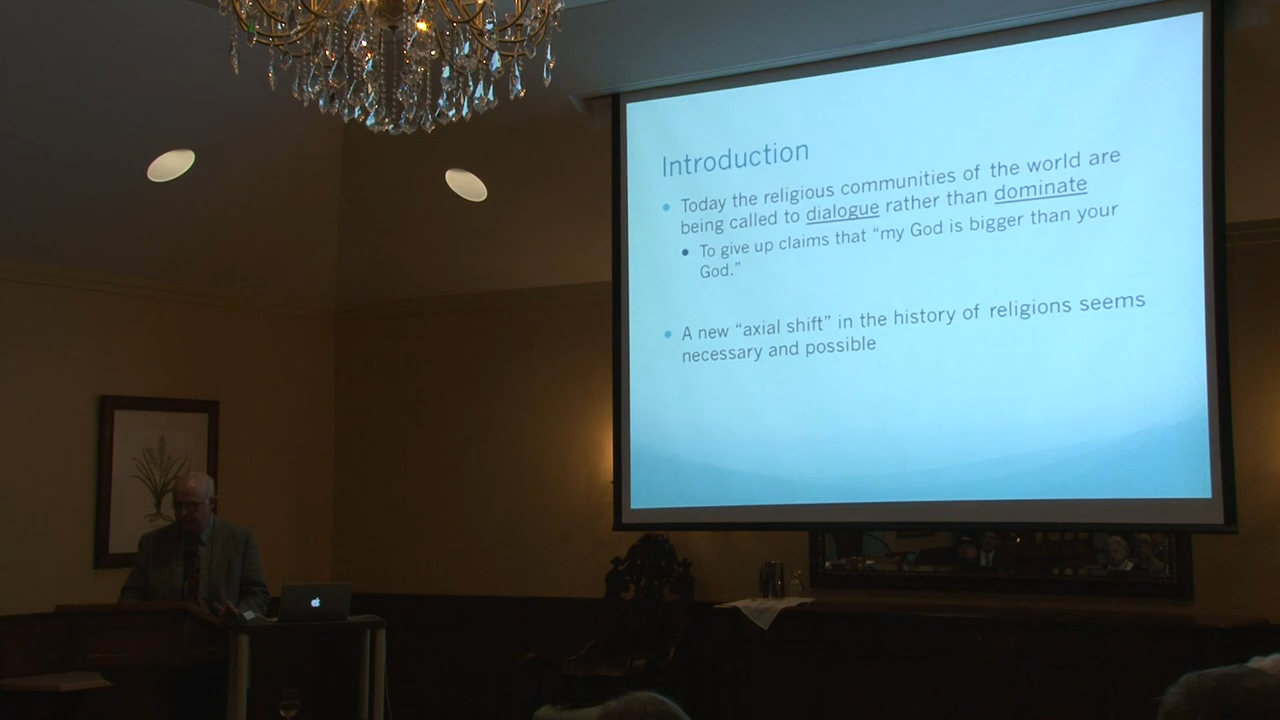 Introduction
Today the religious communities of the world are
being called to dialogue rather than dominate
To give up claims that “my God is bigger than your
God.”
A new “axial shift” in the history of religions seems
necessary and possible